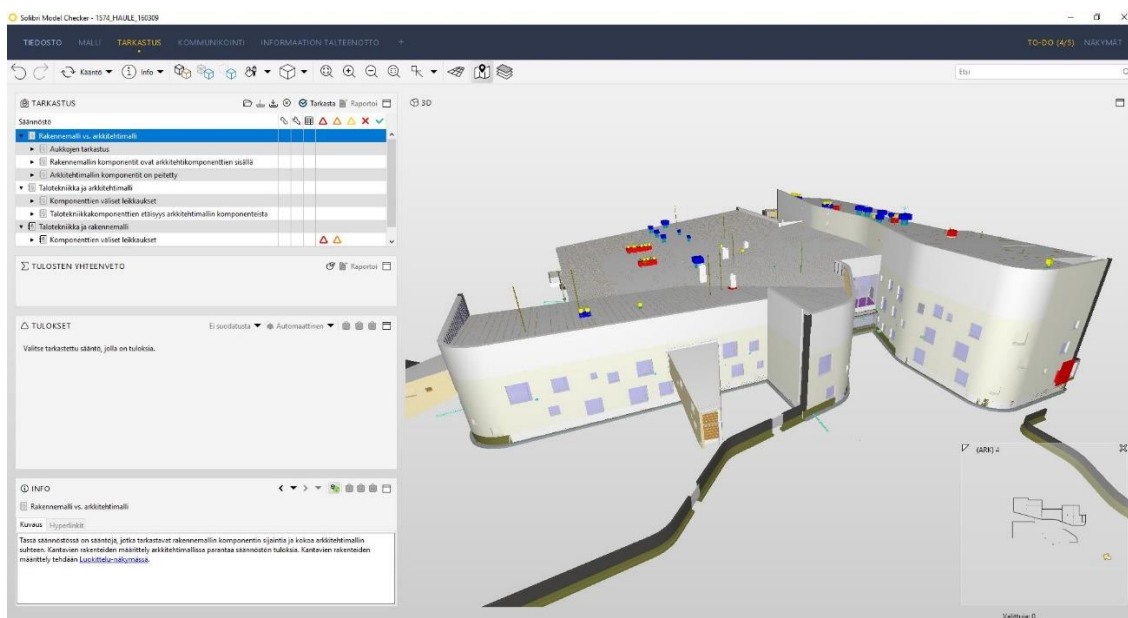 Solibri Model Checker - 1574_HAULE_160309
TIEDOSTO MALLI TARKASTUS KOMMUNIKOINTI INFORMAATION TALTEENOTTO + TO-DO (4/5) NÄKYMÄT
Kääntö Info Etsi
TARKASTUS Tarkasta Raportoi
3D
Säännöstö
Rakennemalli vs. arkkitehtimalli
Aukkojen tarkastus
Rakennemallin komponentit ovat arkkitehtikomponenttien sisällä
Arkkitehtimallin komponentit on peitetty
Talotekniikka ja arkkitehtimalli
Komponenttien väliset leikkaukset
Talotekniikkakomponenttien etäisyys arkkitehtimallin komponenteista
Talotekniikka ja rakennemalli
Komponenttien väliset leikkaukset
TULOSTEN YHTEENVETO Raportoi
TULOKSET Ei suodatusta Automaattinen
Valitse tarkastettu sääntö, jolla on tuloksia.
(ARK)
INFO
Rakennemalli vs. arkkitehtimalli
Kuvaus Hyperlinkit
Tässä säännöstössä on sääntöjä, jotka tarkastavat rakennemallin komponentin sijaintia ja kokoa arkkitehtimallin
suhteen. Kantavien rakenteiden määrittely arkkitehtimallissa parantaa säännöstön tuloksia. Kantavien rakenteiden
määrittely tehdään Luokittelu-näkymässä.
Valittuja: 0